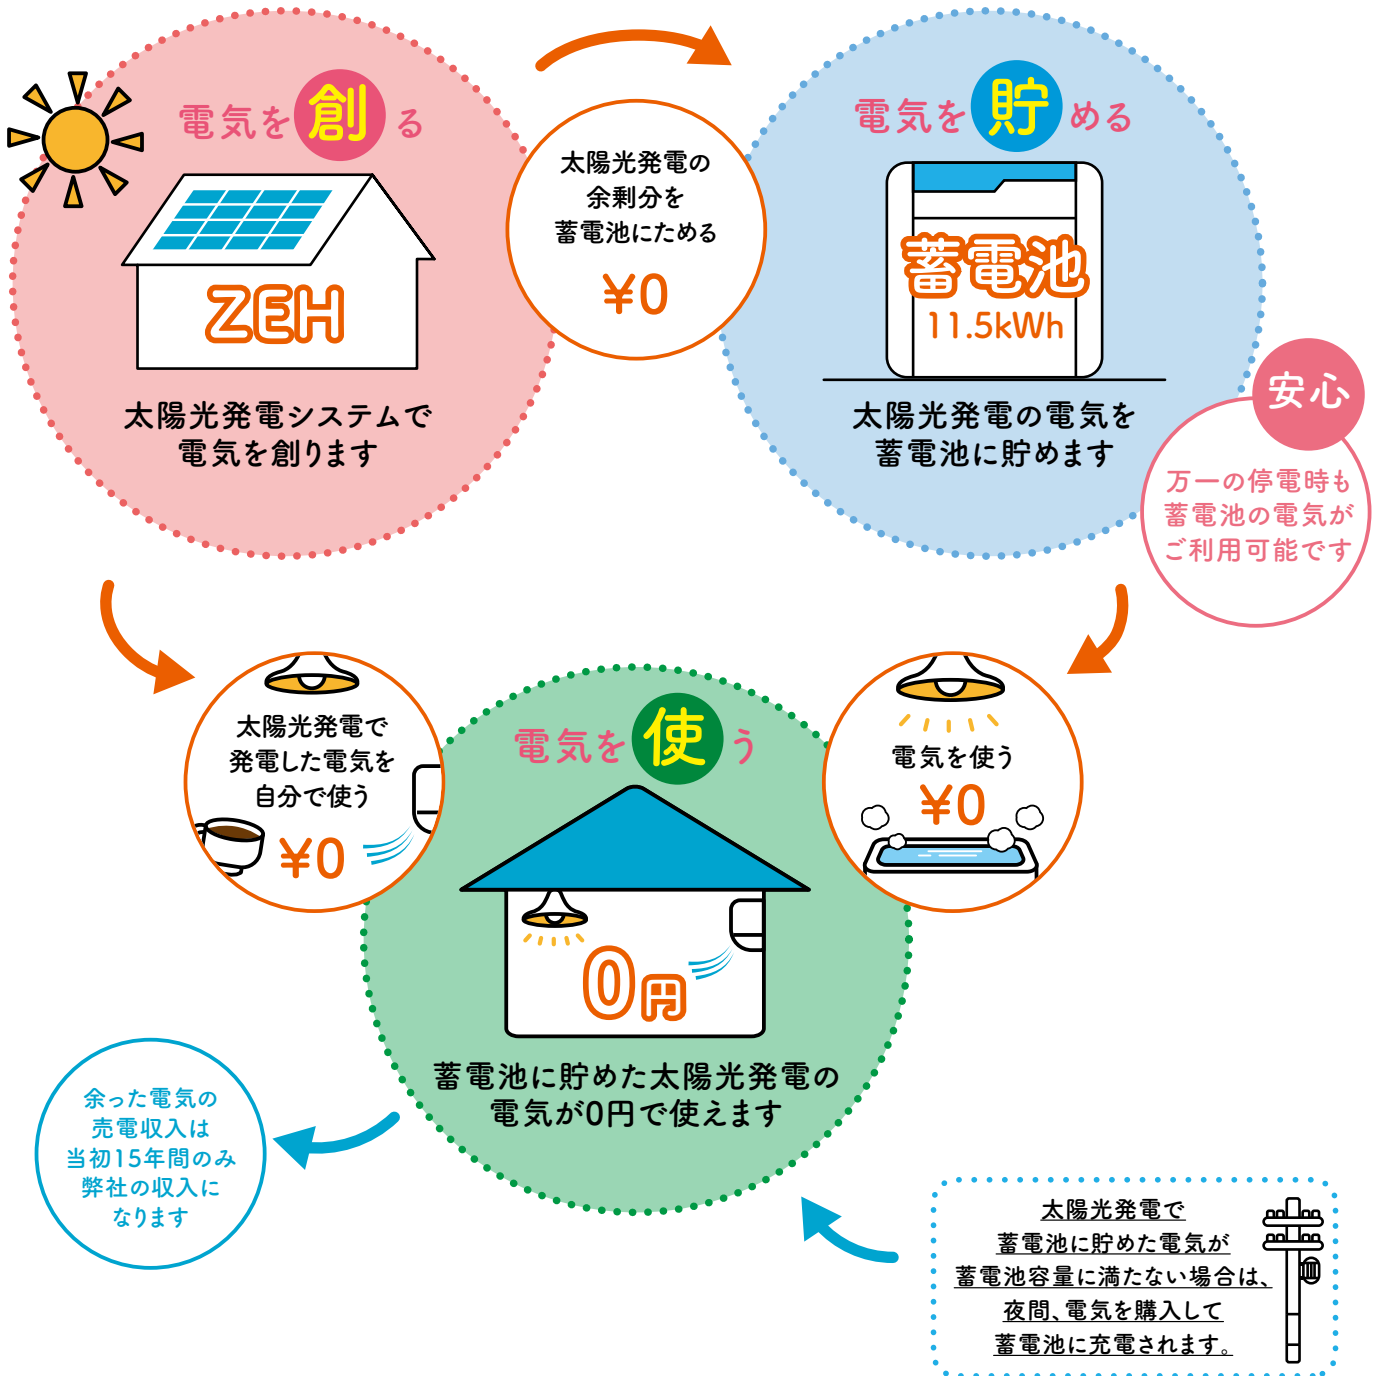 電気を創る
ZEH
太陽光発電システムで
電気を創ります
太陽光発電の
余剰分を
蓄電池にためる
¥0
電気を貯める
蓄電池
11.5kWh
太陽光発電の電気を
蓄電池に貯めます
安心
万一の停電時も
蓄電池の電気が
ご利用可能です
太陽光発電で
発電した電気を
自分で使う
¥0
電気を使う
0円
蓄電池に貯めた太陽光発電の
電気が0円で使えます
電気を使う
¥0
余った電気の
売電収入は
当初15年間のみ
弊社の収入に
なります
太陽光発電で
蓄電池に貯めた電気が
蓄電池容量に満たない場合は、
夜間、電気を購入して
蓄電池に充電されます。